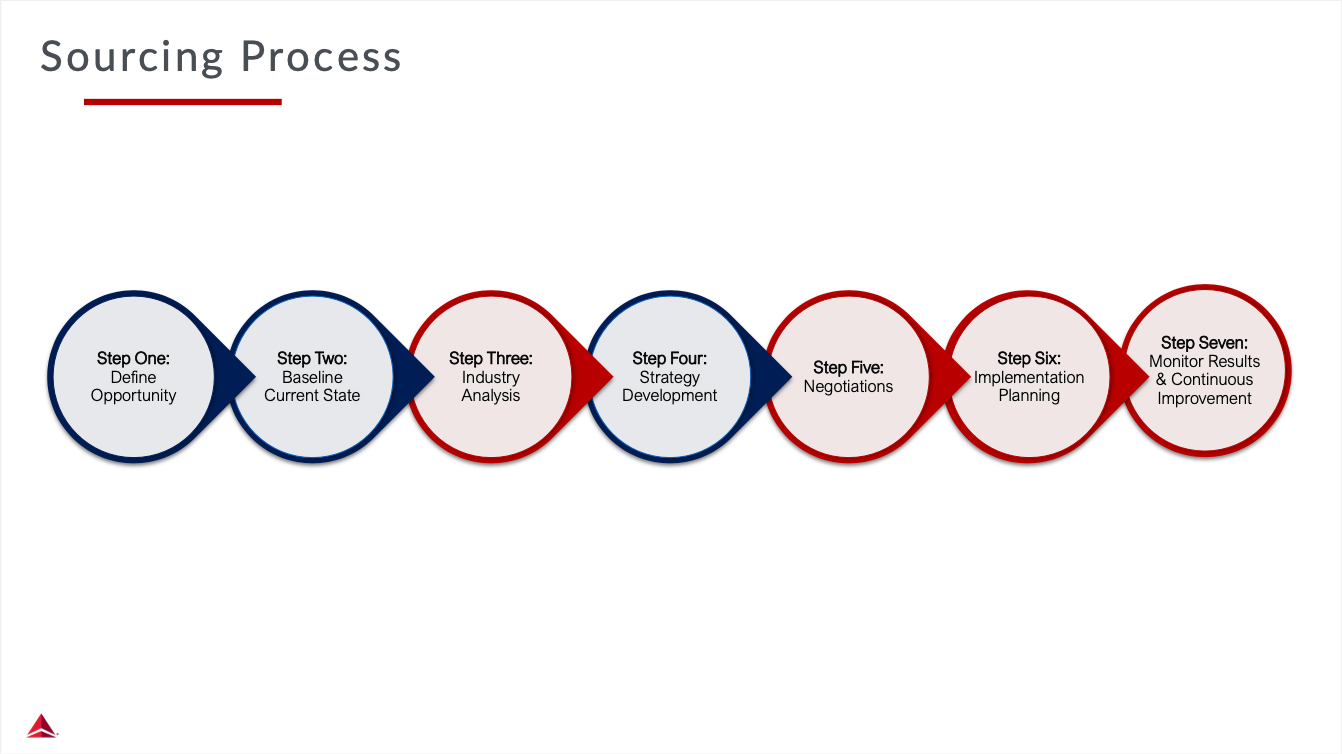 Sourcing Process
Step One:
Define
Opportunity
Step Two:
Baseline
Current State
Step Three:
Industry
Analysis
Step Four:
Strategy
Development
Step Five:
Negotiations
Step Six:
Implementation
Planning
Step Seven:
Monitor Results
& Continuous
Improvement